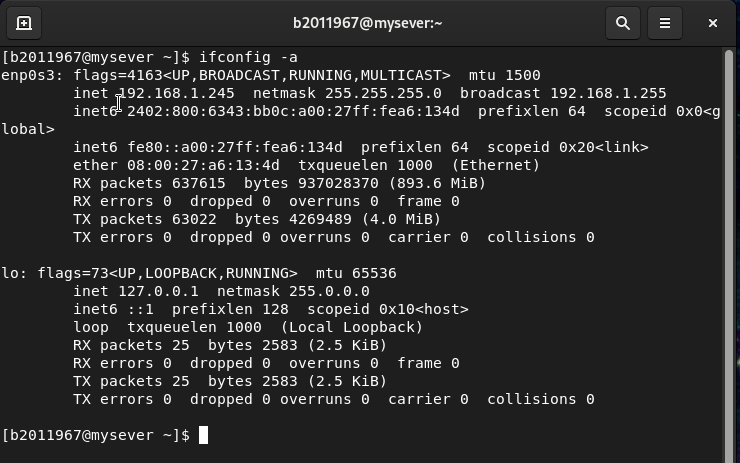 b2011967@mysever:~
[b2011967@mysever ~]$ ifconfig -a
enp0s3: flags=4163<UP,BROADCAST,RUNNING,MULTICAST>  mtu 1500
        inet 192.168.1.245  netmask 255.255.255.0  broadcast 192.168.1.255
        inet6 2402:800:6343:bb0c:a00:27ff:fea6:134d  prefixlen 64  scopeid 0x0<g
lobal>
        inet6 fe80::a00:27ff:fea6:134d  prefixlen 64  scopeid 0x20<link>
        ether 08:00:27:a6:13:4d  txqueuelen 1000  (Ethernet)
        RX packets 637615  bytes 937028370 (893.6 MiB)
        RX errors 0  dropped 0  overruns 0  frame 0
        TX packets 63022  bytes 4269489 (4.0 MiB)
        TX errors 0  dropped 0 overruns 0  carrier 0  collisions 0
lo: flags=73<UP,LOOPBACK,RUNNING>  mtu 65536
        inet 127.0.0.1  netmask 255.0.0.0
        inet6 ::1  prefixlen 128  scopeid 0x10<host>
        loop  txqueuelen 1000  (Local Loopback)
        RX packets 25  bytes 2583 (2.5 KiB)
        RX errors 0  dropped 0  overruns 0  frame 0
        TX packets 25  bytes 2583 (2.5 KiB)
        TX errors 0  dropped 0 overruns 0  carrier 0  collisions 0
[b2011967@mysever ~]$